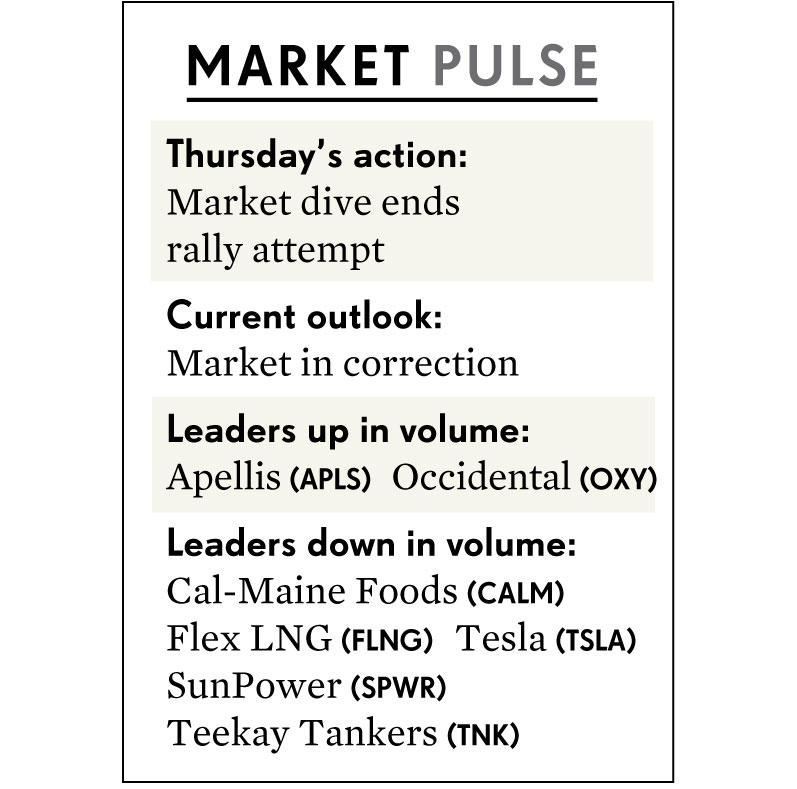 MARKET PULSE
Thursday’s action:
Market dive ends
rally attempt
Current outlook:
Market in correction
Leaders up in volume:
Apellis (APLS) Occidental (OXY)
Leaders down in volume:
Cal-Maine Foods (CALM)
Flex LNG (FLNG) Tesla (TSLA)
SunPower (SPWR)
Teekay Tankers (TNK)